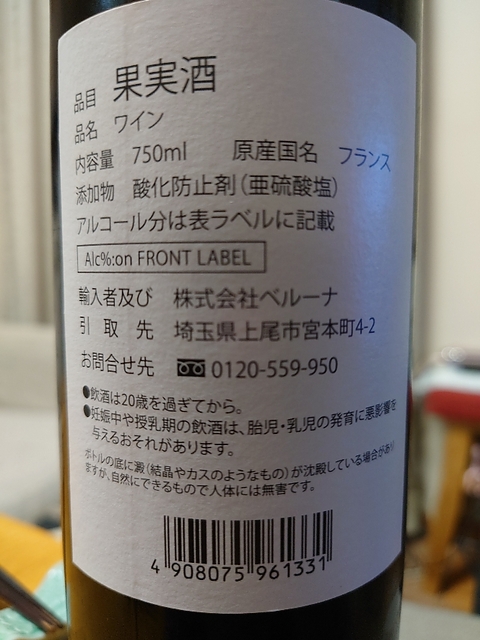 品目 果実酒
品名 ワイン
内容量 750ml 原産国名 フランス
添加物 酸化防止剤(亜硫酸塩)
アルコール分は表ラベルに記載
Alc%:on FRONT LABEL
輸入者及び 株式会社ベルーナ
引取先 埼玉県上尾市宮本町4-2
お問合せ先 0120-559-950
●飲酒は20歳を過ぎてから。
●妊娠中や授乳期の飲酒は、胎児・乳児の発育に悪影響を
与えるおそれがあります。
ボトルの底に澱(結晶やカスのようなもの)が沈殿している場合があり
ますが、自然にできるもので人体には無害です。
4 908075 961331